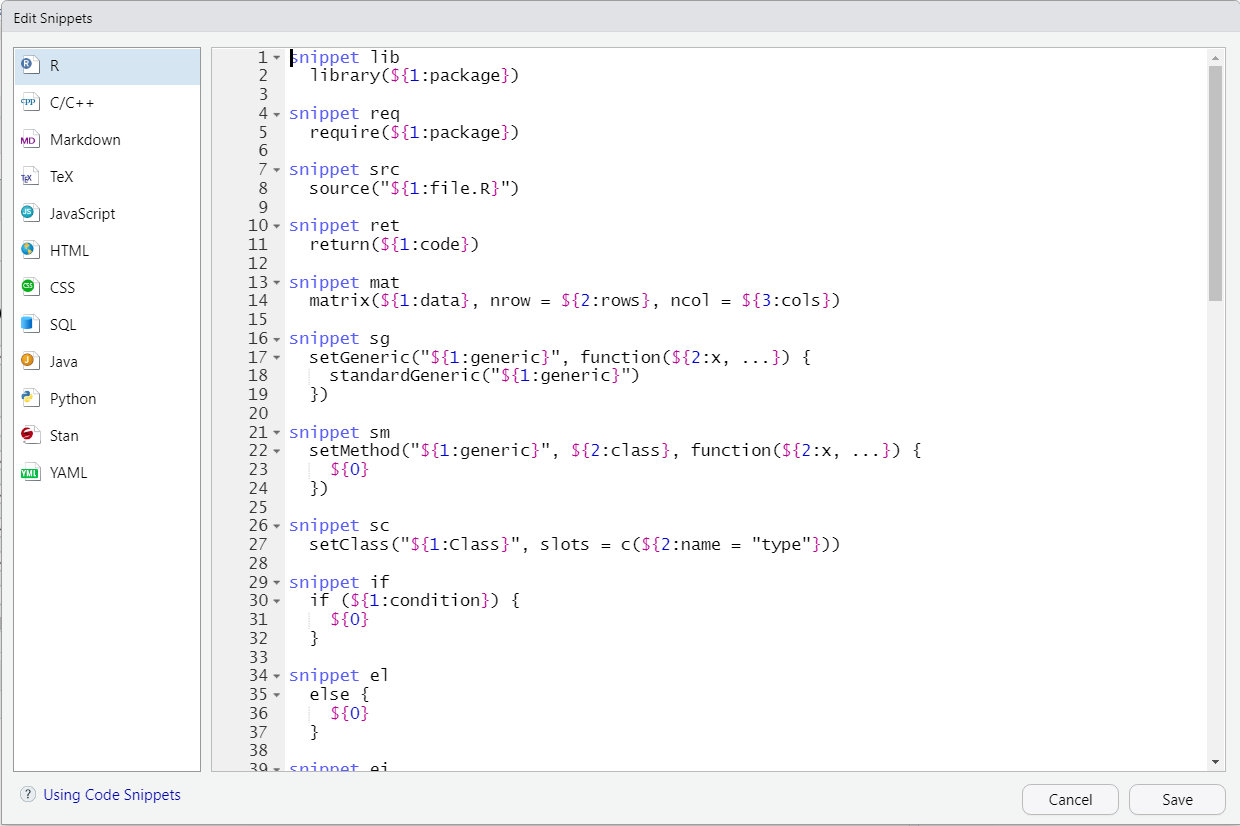 Edit Snippets
R
C/C++
Markdown
TeX
JavaScript
HTML
CSS
SQL
Java
Python
Stan
YAML
1 snippet lib
2   library(${1:package})
3
4 snippet req
5   require(${1:package})
6
7 snippet src
8   source("${1:file.R}")
9
10 snippet ret
11   return(${1:code})
12
13 snippet mat
14   matrix(${1:data}, nrow = ${2:rows}, ncol = ${3:cols})
15
16 snippet sg
17   setGeneric("${1:generic}", function(${2:x, ...}) {
18     standardGeneric("${1:generic}")
19   })
20
21 snippet sm
22   setMethod("${1:generic}", ${2:class}, function(${2:x, ...}) {
23     ${0}
24   })
25
26 snippet sc
27   setClass("${1:Class}", slots = c(${2:name = "type"}))
28
29 snippet if
30   if (${1:condition}) {
31     ${0}
32   }
33
34 snippet el
35   else {
36     ${0}
37   }
38
39 snippet ei
? Using Code Snippets
Cancel
Save